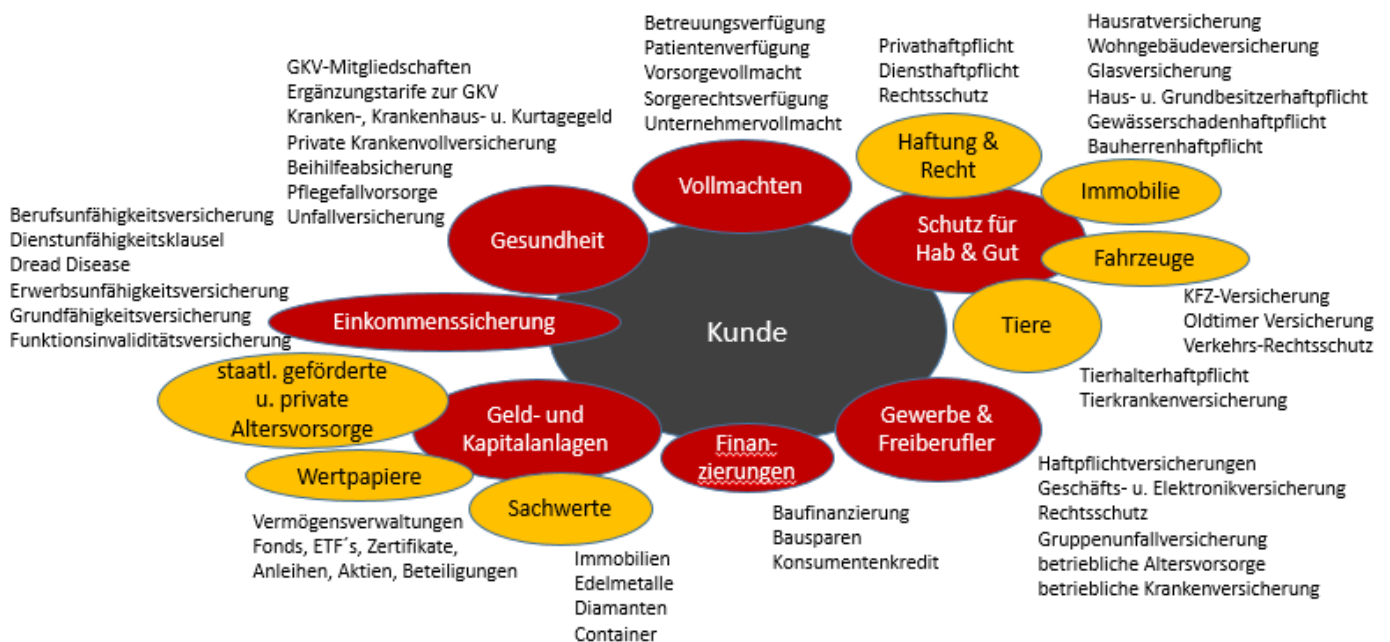 Betreuungsverfügung
Patientenverfügung
Vorsorgevollmacht
Sorgerechtsverfügung
Unternehmervollmacht
Vollmachten
Privathaftpflicht
Diensthaftpflicht
Rechtsschutz
Haftung &
Recht
Hausratversicherung
Wohngebäudeversicherung
Glasversicherung
Haus- u. Grundbesitzerhaftpflicht
Gewässerschadenhaftpflicht
Bauherrenhaftpflicht
Immobilie
GKV-Mitgliedschaften
Ergänzungstarife zur GKV
Kranken-, Krankenhaus- u. Kurtagegeld
Private Krankenvollversicherung
Beihilfeabsicherung
Pflegefallvorsorge
Unfallversicherung
Gesundheit
Schutz für
Hab & Gut
Fahrzeuge
KFZ-Versicherung
Oldtimer Versicherung
Verkehrs-Rechtsschutz
Berufsunfähigkeitsversicherung
Dienstunfähigkeitsklausel
Dread Disease
Erwerbsunfähigkeitsversicherung
Grundfähigkeitsversicherung
Funktionsinvaliditätsversicherung
Einkommenssicherung
Kunde
Tiere
Tierhalterhaftpflicht
Tierkrankenversicherung
staatl. geförderte
u. private
Altersvorsorge
Geld- und
Kapitalanlagen
Finan-
zierungen
Gewerbe &
Freiberufler
Wertpapiere
Sachwerte
Vermögensverwaltungen
Fonds, ETF´s, Zertifikate,
Anleihen, Aktien, Beteiligungen
Immobilien
Edelmetalle
Diamanten
Container
Baufinanzierung
Bausparen
Konsumentenkredit
Haftpflichtversicherungen
Geschäfts- u. Elektronikversicherung
Rechtsschutz
Gruppenunfallversicherung
betriebliche Altersvorsorge
betriebliche Krankenversicherung